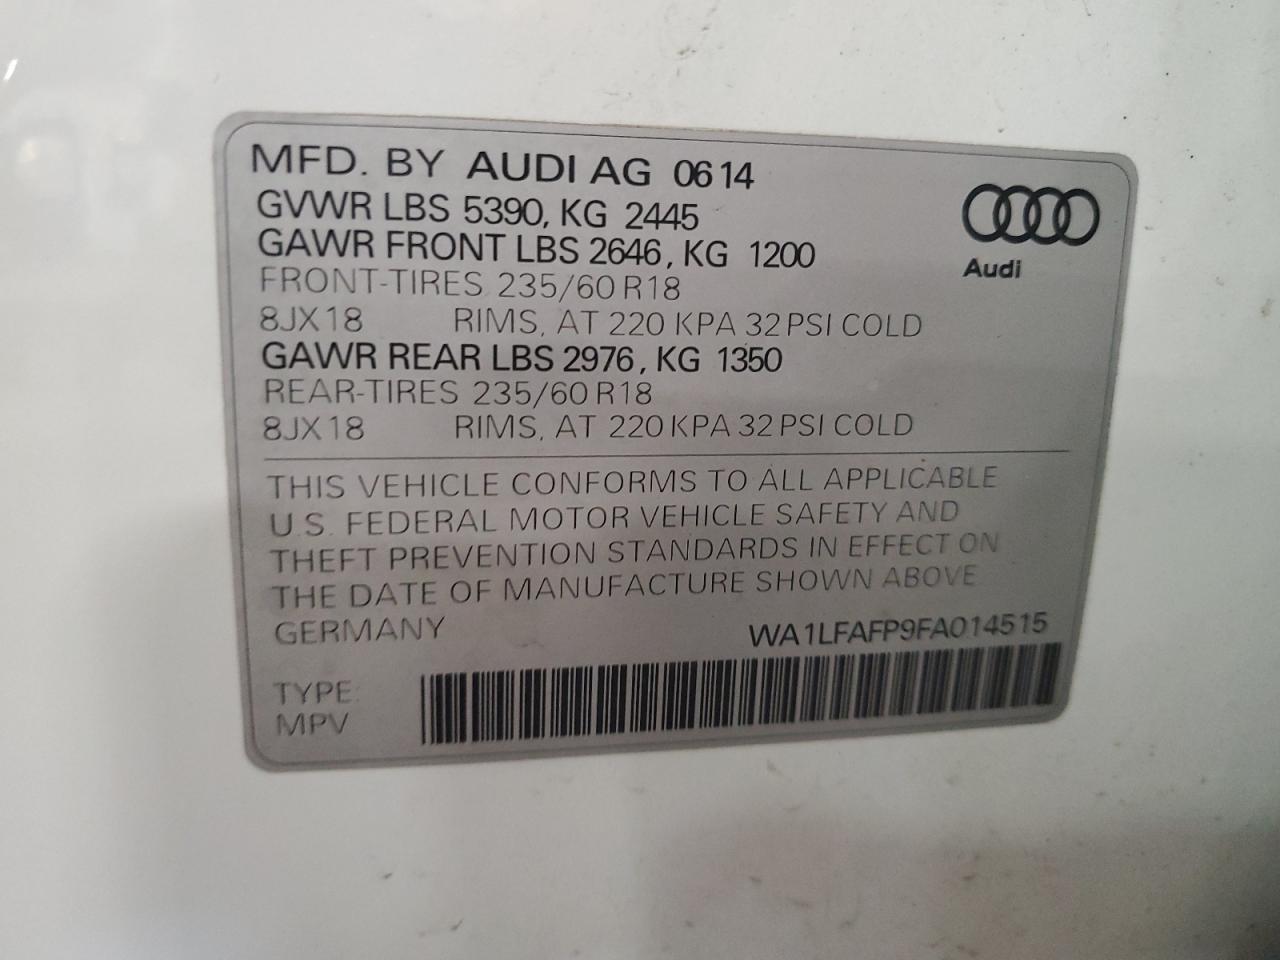 MFD. BY AUDI AG 0614
GVWR LBS 5390, KG 2445
GAWR FRONT LBS 2646, KG 1200
FRONT-TIRES 235/60 R18
8JX18 RIMS, AT 220 KPA 32 PSI COLD
GAWR REAR LBS 2976, KG 1350
REAR-TIRES 235/60 R18
8JX18 RIMS, AT 220 KPA 32 PSI COLD
Audi
THIS VEHICLE CONFORMS TO ALL APPLICABLE
U.S. FEDERAL MOTOR VEHICLE SAFETY AND
THEFT PREVENTION STANDARDS IN EFFECT ON
THE DATE OF MANUFACTURE SHOWN ABOVE
GERMANY WA1LFAFP9FA014515
TYPE:
MPV